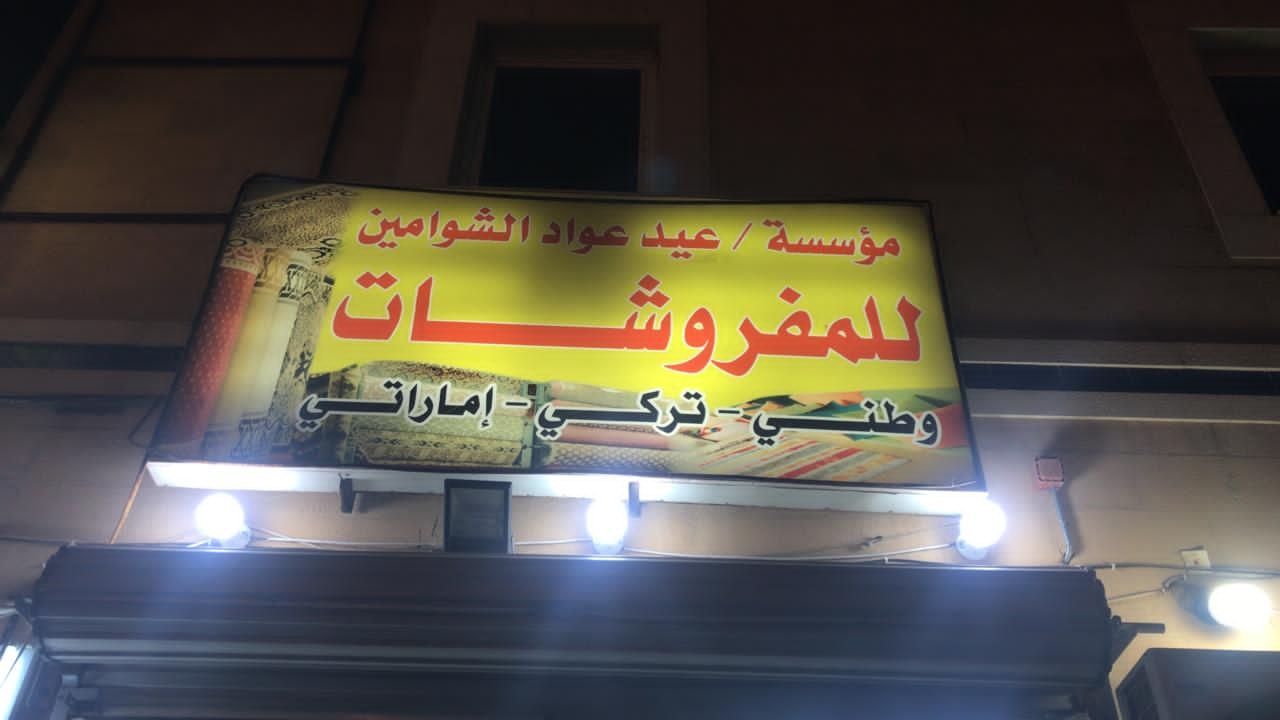 مؤسسة / عيد عواد الشوامين
للمفروشات
وطني - تركي - إماراتي